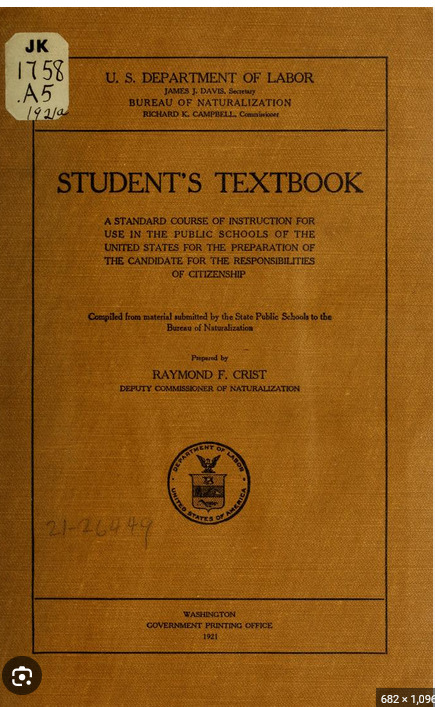 JK
1758
.A5
1921a
U. S. DEPARTMENT OF LABOR
JAMES J. DAVIS, Secretary
BUREAU OF NATURALIZATION
RICHARD K. CAMPBELL, Commissioner
STUDENT'S TEXTBOOK
A STANDARD COURSE OF INSTRUCTION FOR
USE IN THE PUBLIC SCHOOLS OF THE
UNITED STATES FOR THE PREPARATION OF
THE CANDIDATE FOR THE RESPONSIBILITIES
OF CITIZENSHIP
Compiled from material submitted by the State Public Schools to the
Bureau of Naturalization
Prepared by
RAYMOND F. CRIST
DEPUTY COMMISSIONER OF NATURALIZATION
DEPARTMENT OF LABOR
UNITED STATES OF AMERICA
21-26449
WASHINGTON
GOVERNMENT PRINTING OFFICE
1921
682 × 1,096